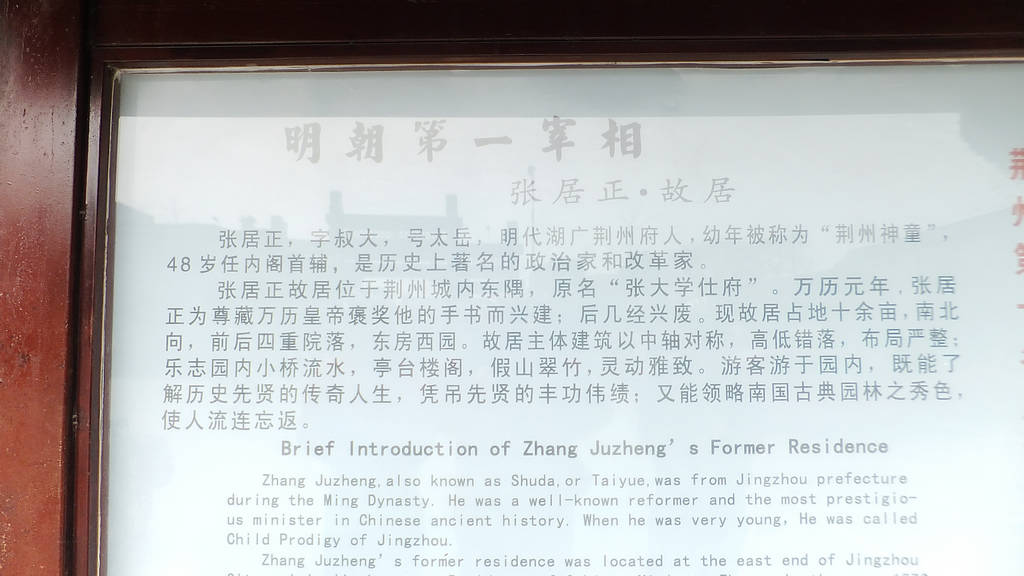 明朝第一宰相
张居正·故居
张居正，字叔大，号太岳，明代湖广荆州府人，幼年被称为“荆州神童”，
48岁任内阁首辅，是历史上著名的政治家和改革家。
张居正故居位于荆州城内东隅，原名“张大学仕府”。万历元年，张居
正为尊藏万历皇帝褒奖他的手书而兴建；后几经兴废。现故居占地十余亩，南北
向，前后四重院落，东房西园。故居主体建筑以中轴对称，高低错落，布局严整；
乐志园内小桥流水，亭台楼阁，假山翠竹，灵动雅致。游客游于园内，既能了
解历史先贤的传奇人生，凭吊先贤的丰功伟绩；又能领略南国古典园林之秀色，
使人流连忘返。
Brief Introduction of Zhang Juzheng's Former Residence
Zhang Juzheng, also known as Shuda, or Taiyue, was from Jingzhou prefecture
during the Ming Dynasty. He was a well-known reformer and the most prestigio-
us minister in Chinese ancient history. When he was very young, He was called
Child Prodigy of Jingzhou.
Zhang Juzheng's former residence was located at the east end of Jingzhou
荆州第